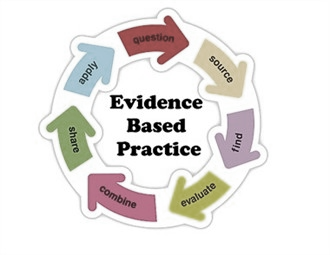 question
source
find
evaluate
combine
share
apply
Evidence
Based
Practice